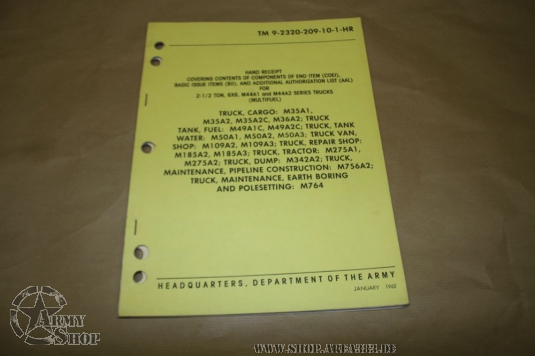 TM 9-2320-209-10-1-HR
HAND RECEIPT
COVERING CONTENTS OF COMPONENTS OF END ITEM (COEI),
BASIC ISSUE ITEMS (BII), AND ADDITIONAL AUTHORIZATION LIST (AAL)
FOR
2-1/2 TON, 6X6, M44A1 and M44A2 SERIES TRUCKS
(MULTIFUEL)
TRUCK, CARGO: M35A1,
M35A2, M35A2C, M36A2; TRUCK
TANK, FUEL: M49A1C, M49A2C; TRUCK, TANK
WATER: M50A1, M50A2, M50A3; TRUCK VAN,
SHOP: M109A2, M109A3; TRUCK, REPAIR SHOP:
M185A2, M185A3; TRUCK, TRACTOR: M275A1,
M275A2; TRUCK, DUMP: M342A2; TRUCK,
MAINTENANCE, PIPELINE CONSTRUCTION: M756A2;
TRUCK, MAINTENANCE, EARTH BORING
AND POLESETTING: M764
HEADQUARTERS, DEPARTMENT OF THE ARMY
JANUARY
ARMY
SHOP